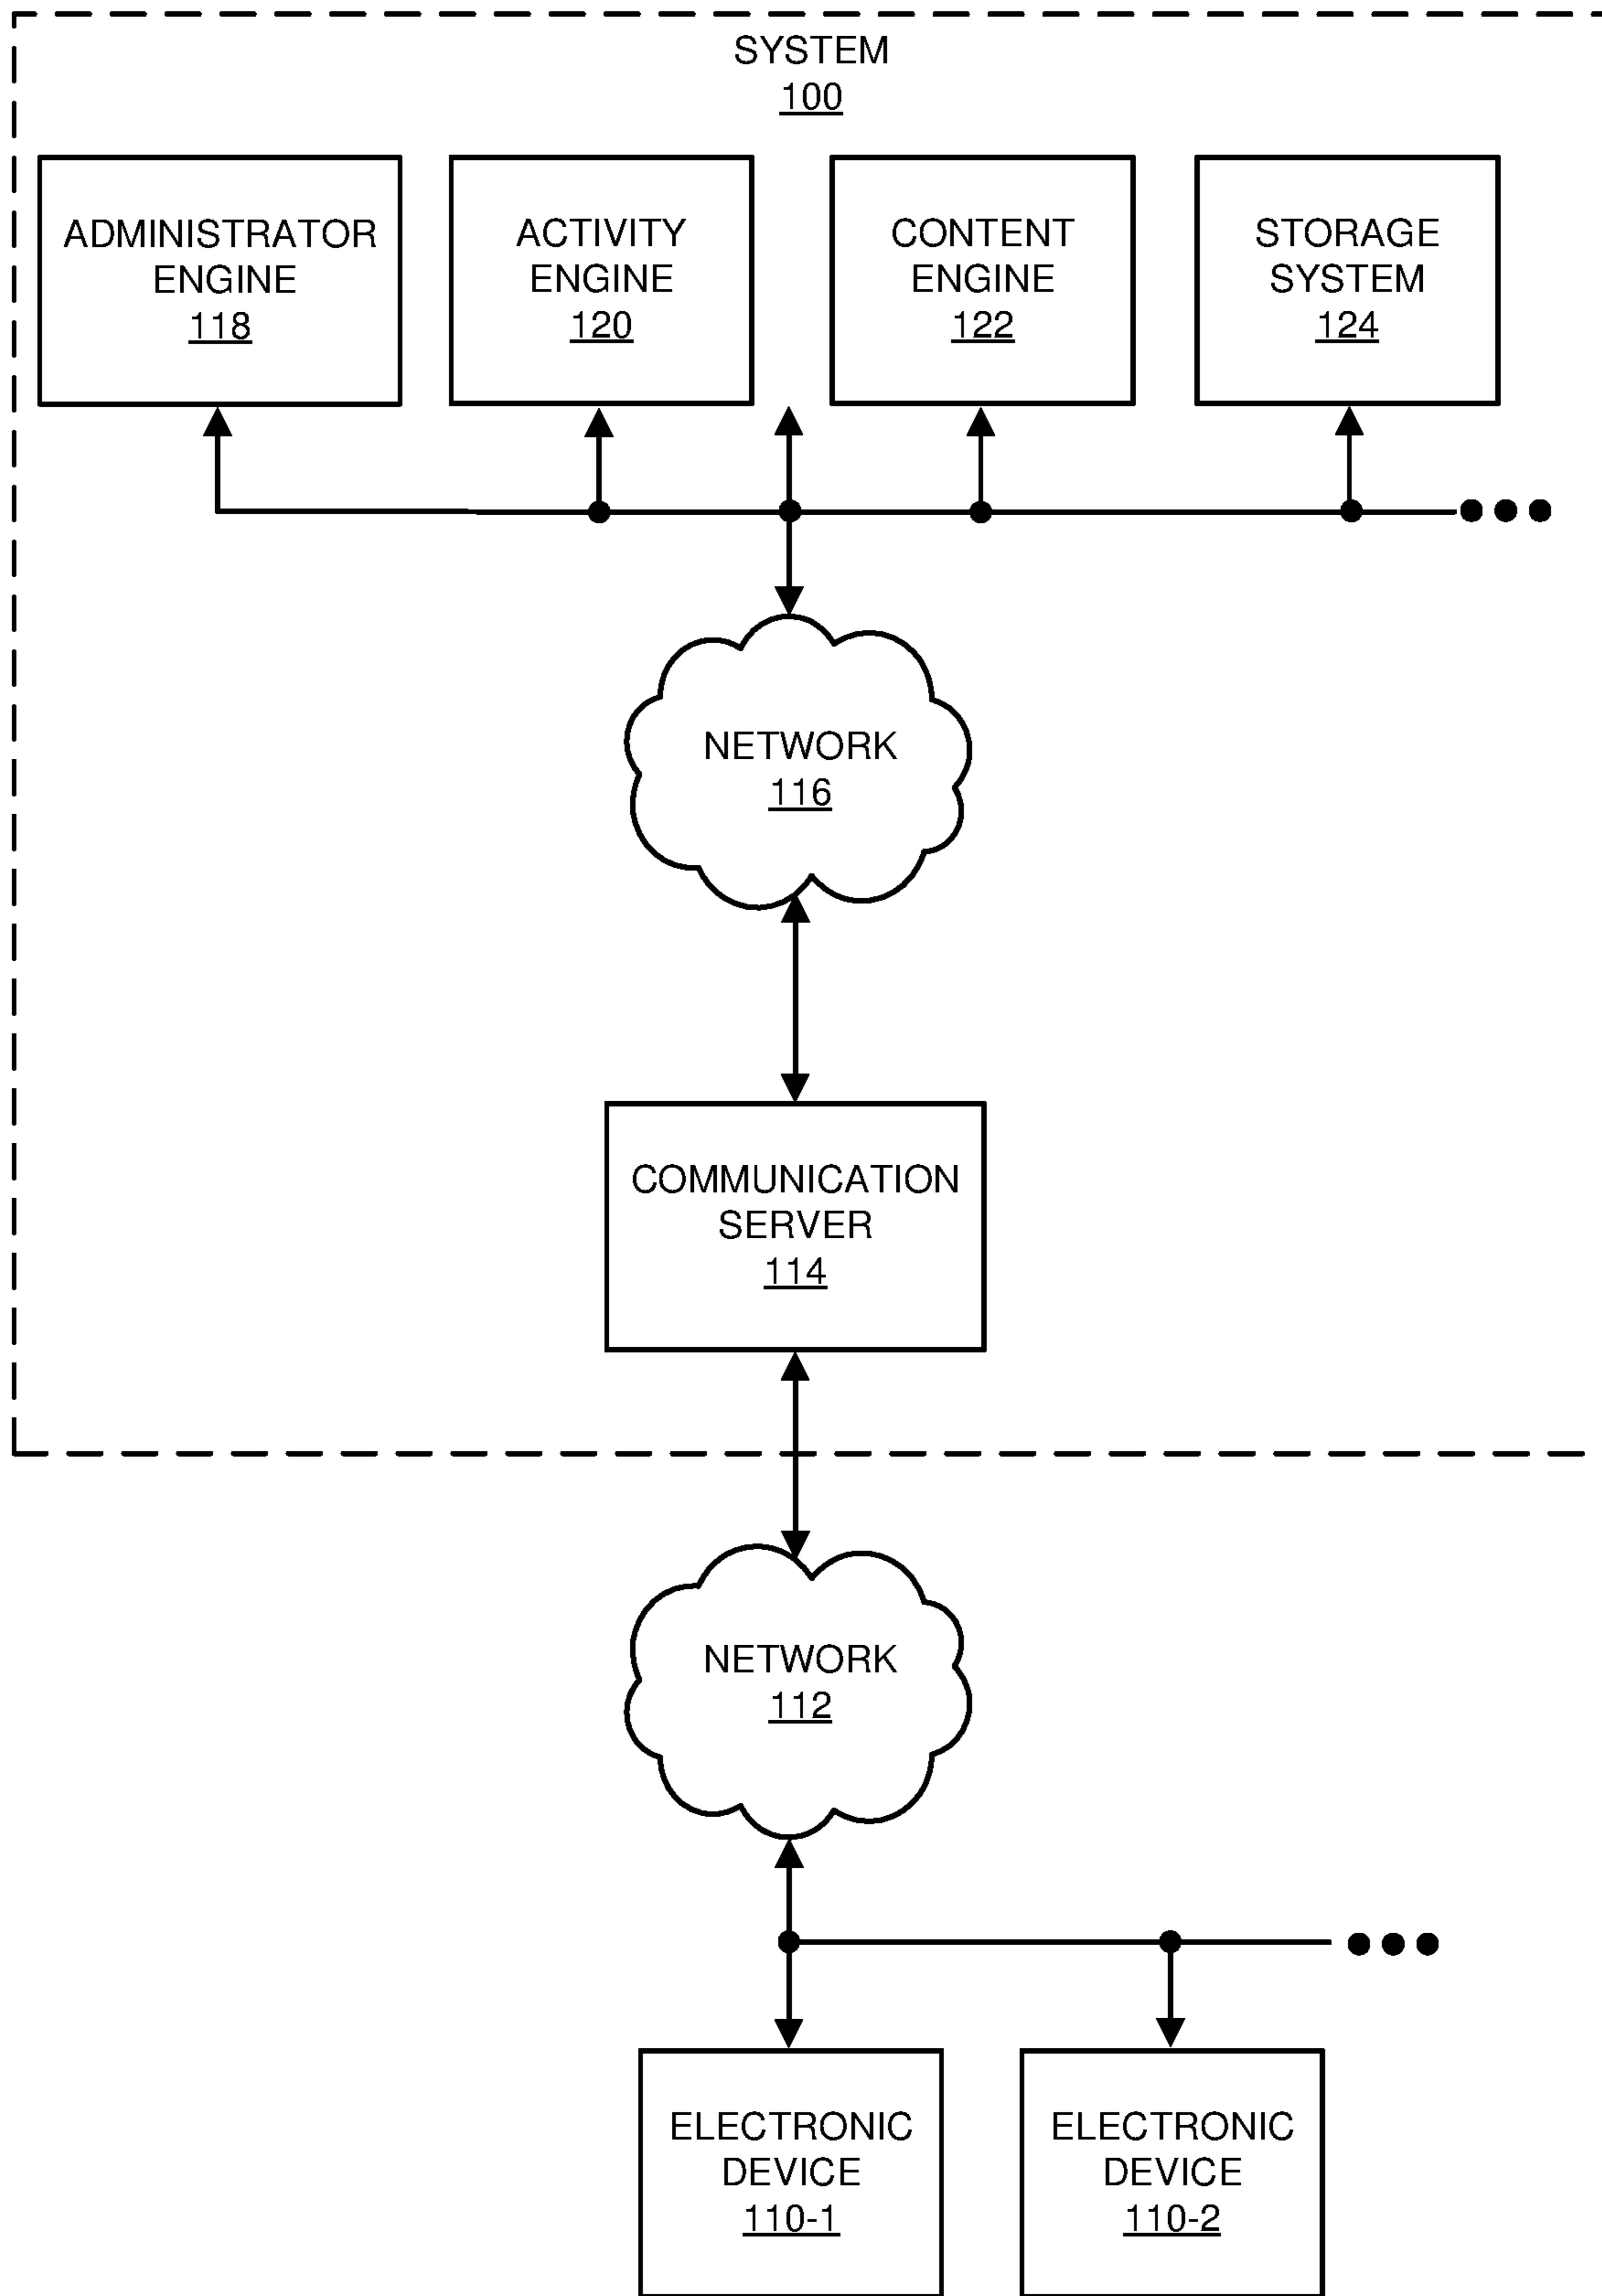 SYSTEM
100
ADMINISTRATOR
ENGINE
118
ACTIVITY
ENGINE
120
CONTENT
ENGINE
122
STORAGE
SYSTEM
124
NETWORK
116
COMMUNICATION
SERVER
114
NETWORK
112
ELECTRONIC
DEVICE
110-1
ELECTRONIC
DEVICE
110-2